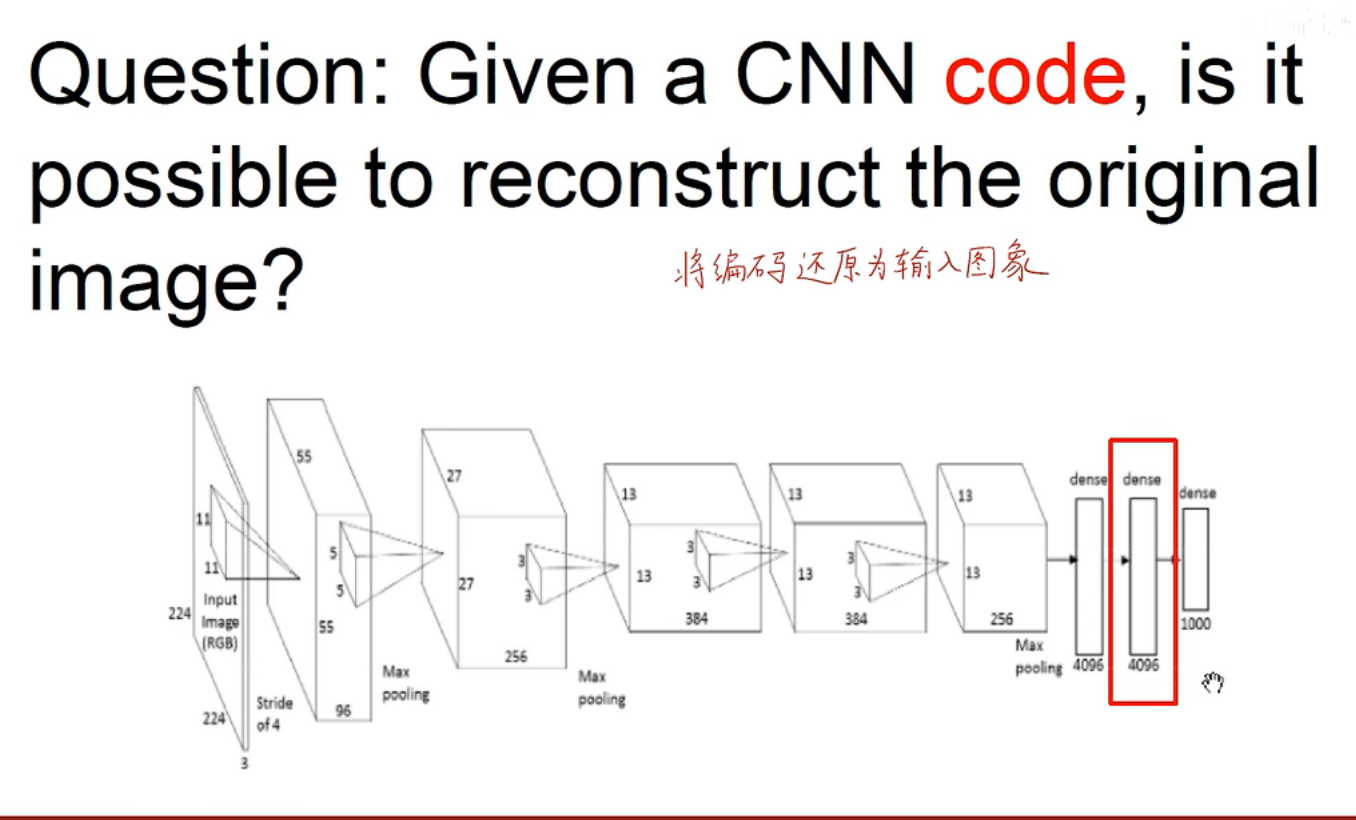 Question: Given a CNN code, is it
possible to reconstruct the original
image?
将编码还原为输入图象
55
27
13
13
13
dense
dense
dense
11
11
5
5
3
3
3
3
3
3
27
13
13
13
224
Input
Image
(RGB)
55
384
384
256
1000
256
Max
pooling
4096
4096
Max
pooling
Max
pooling
224
Stride
of 4
96
3